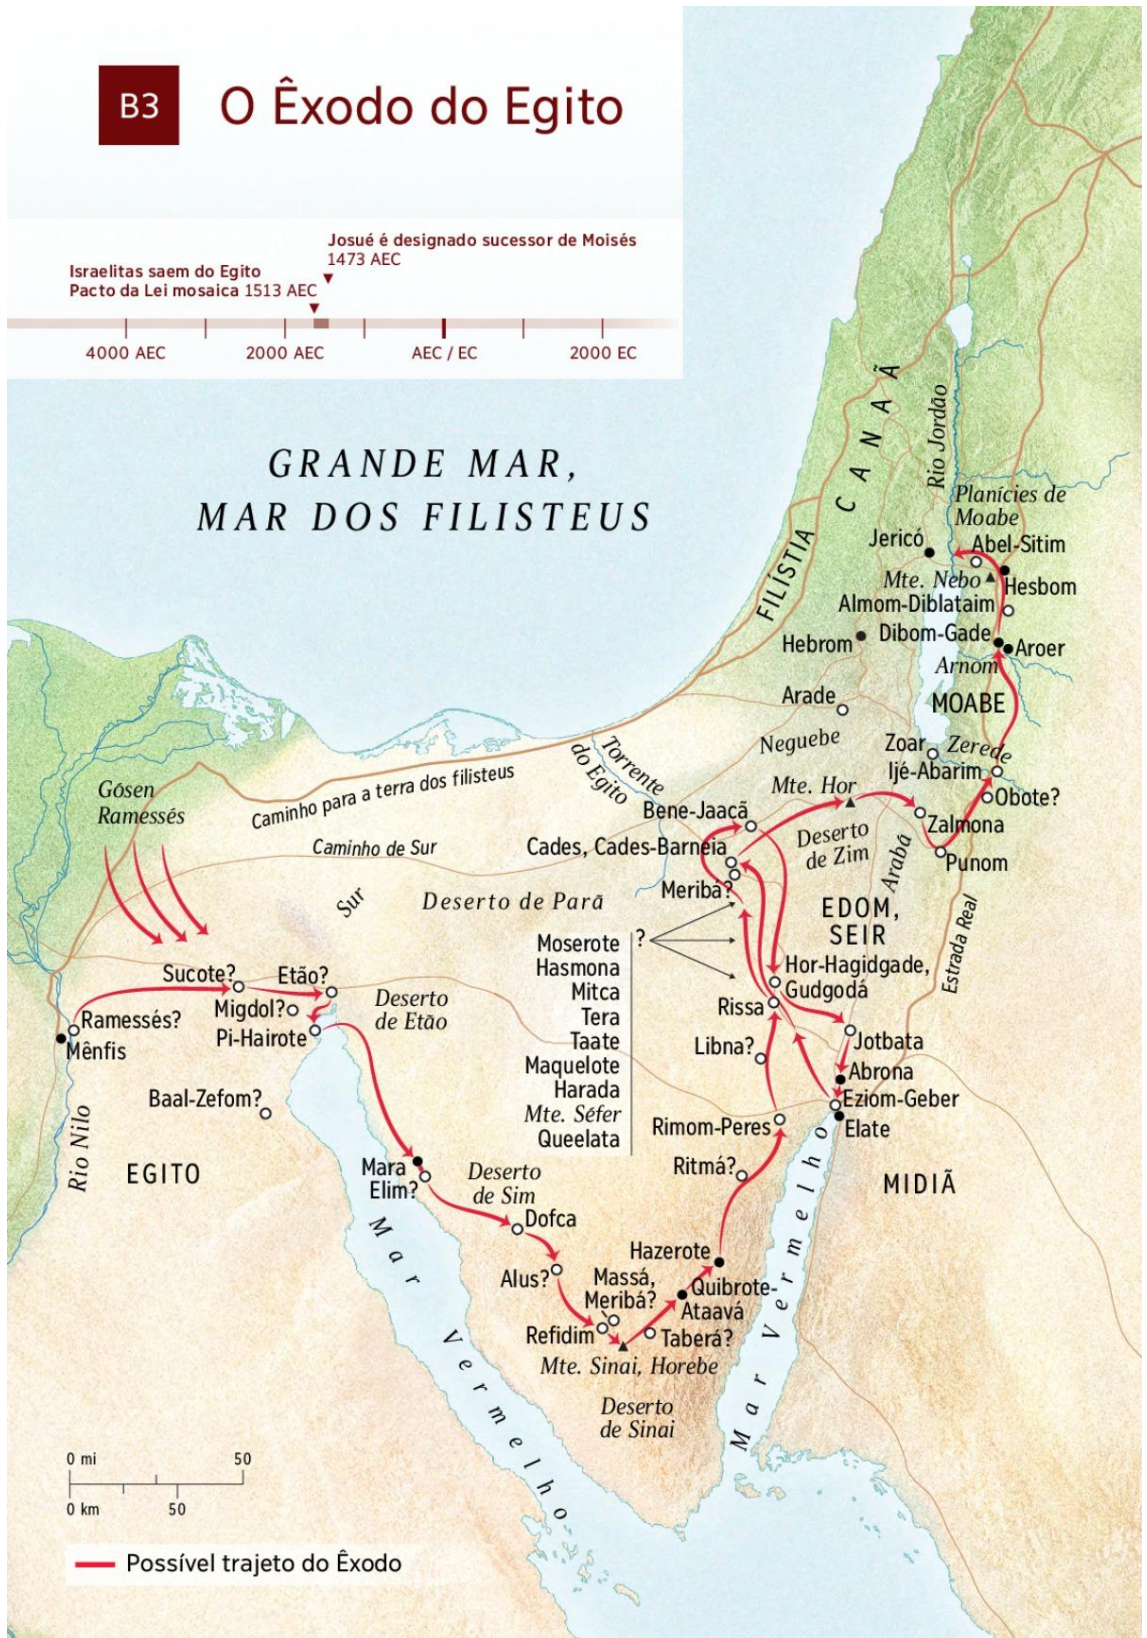 B3
O Êxodo do Egito
Josué é designado sucessor de Moisés
1473 AEC
Israelitas saem do Egito
Pacto da Lei mosaica 1513 AEC
4000 AEC
2000 AEC
AEC / EC
2000 EC
GRANDE MAR,
MAR DOS FILISTEUS
CANAÃ
FILÍSTIA
Rio Jordão
Planícies de
Moabe
Jericó
Abel-Sitim
Mte. Nebo
Hesbom
Almom-Diblataim
Hebrom
Dibom-Gade
Aroer
Arnom
Arade
MOABE
Neguebe
Zoar
Zerede
Ijé-Abarim
Obote?
Torrente
do Egito
Mte. Hor
Gósen
Ramessés
Caminho para a terra dos filisteus
Bene-Jaacã
Zalmona
Caminho de Sur
Cades, Cades-Barneia
Deserto
de Zim
Arabá
Punom
Meribá?
Sur
Deserto de Parã
EDOM,
SEIR
Estrada Real
Moserote
Hasmona
Mitca
Tera
Taate
Maquelote
Harada
Mte. Séfer
Queelata
?
Hor-Hagidgade,
Gudgodá
Sucote?
Etão?
Migdol?
Deserto
de Etão
Rissa
Ramessés?
Pi-Hairote
Mênfis
Libna?
Jotbata
Abrona
Baal-Zefom?
Eziom-Geber
Rimom-Peres
Elate
Rio Nilo
EGITO
Mara
Elim?
Deserto
de Sim
Ritmá?
MIDIÃ
Dofca
Mar Vermelho
Hazerote
Alus?
Massá,
Meribá?
Quibrote-
Ataavá
Refidim
Taberá?
Mte. Sinai, Horebe
Mar Vermelho
Deserto
de Sinai
0 mi
50
0 km
50
Possível trajeto do Êxodo